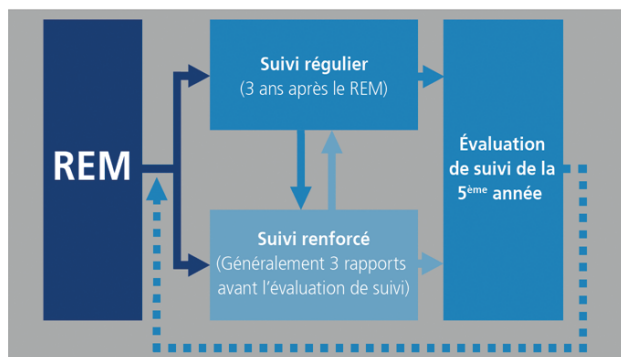 REM
Suivi régulier
(3 ans après le REM)
Suivi renforcé
(Généralement 3 rapports
avant l'évaluation de suivi)
Évaluation
de suivi de la
5ème année